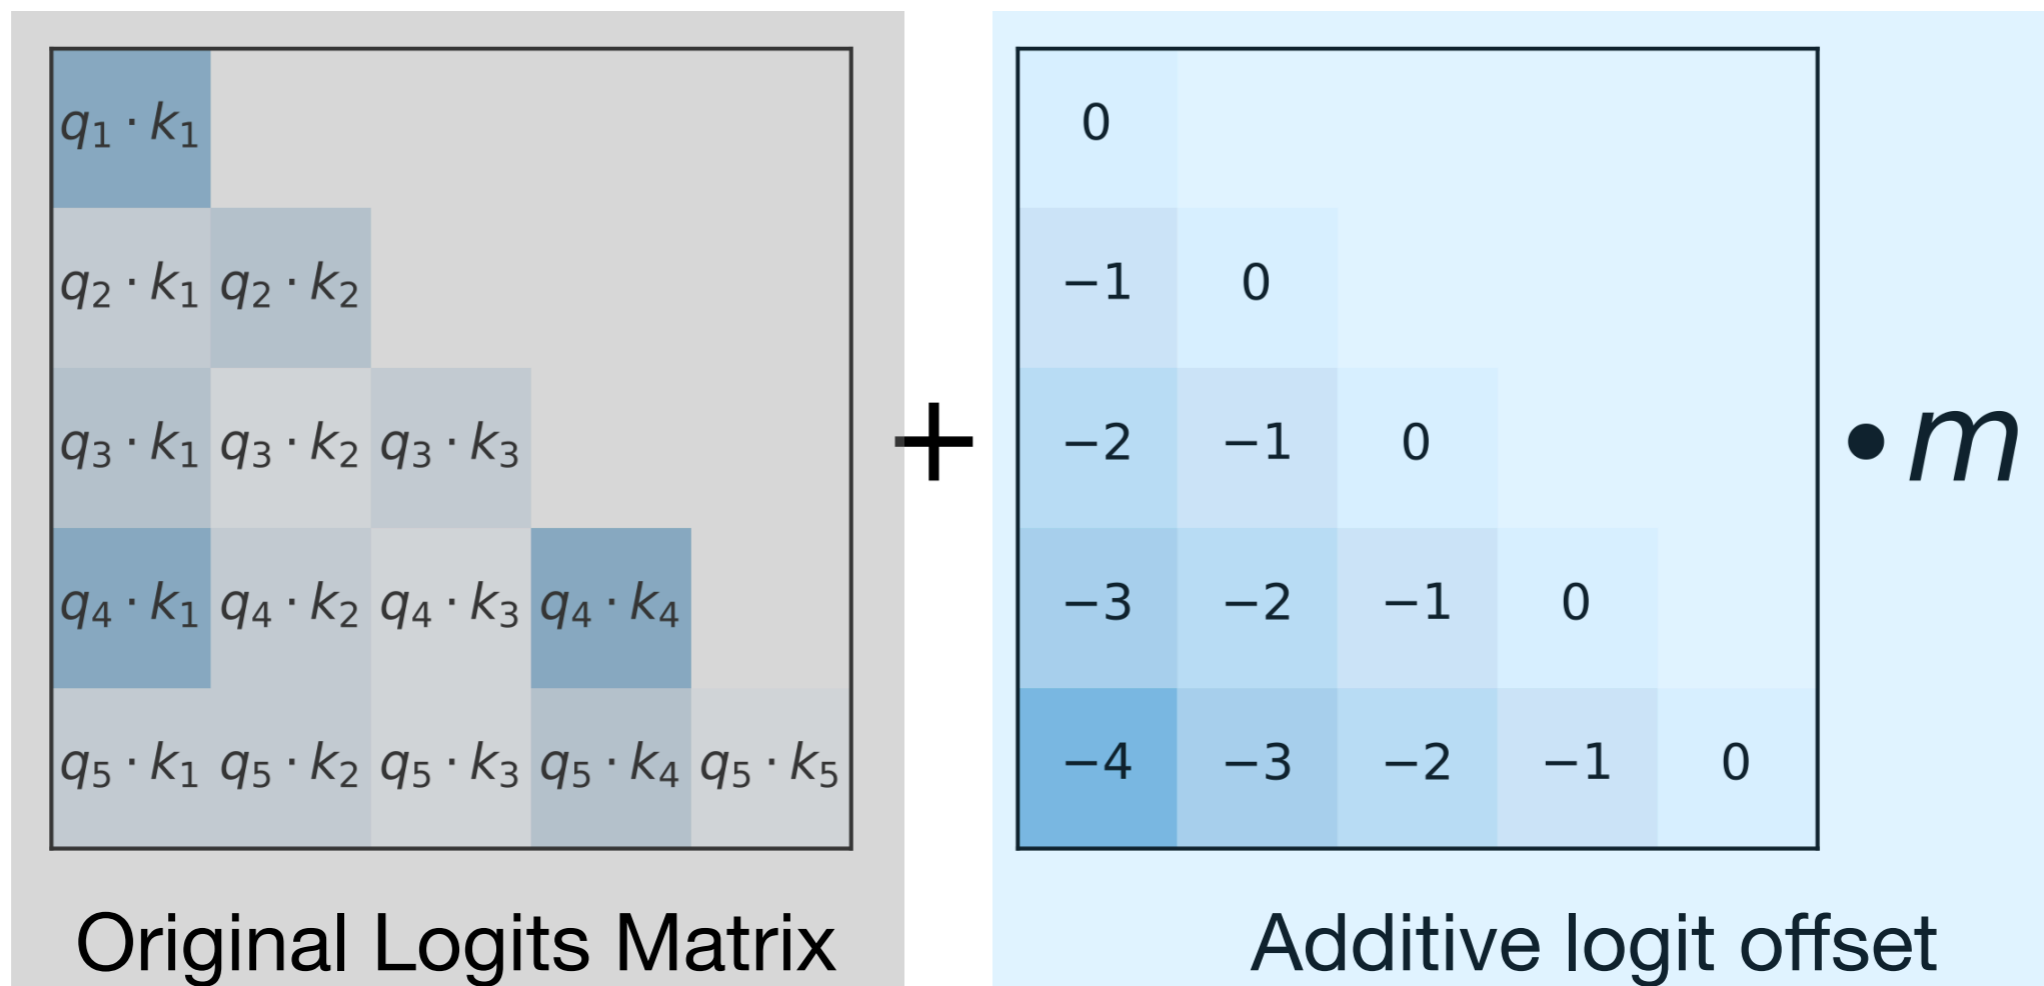 q₁ · k₁
q₂ · k₁ q₂ · k₂
q₃ · k₁ q₃ · k₂ q₃ · k₃
q₄ · k₁ q₄ · k₂ q₄ · k₃ q₄ · k₄
q₅ · k₁ q₅ · k₂ q₅ · k₃ q₅ · k₄ q₅ · k₅
Original Logits Matrix
+
0
−1 0
−2 −1 0
−3 −2 −1 0
−4 −3 −2 −1 0
• m
Additive logit offset